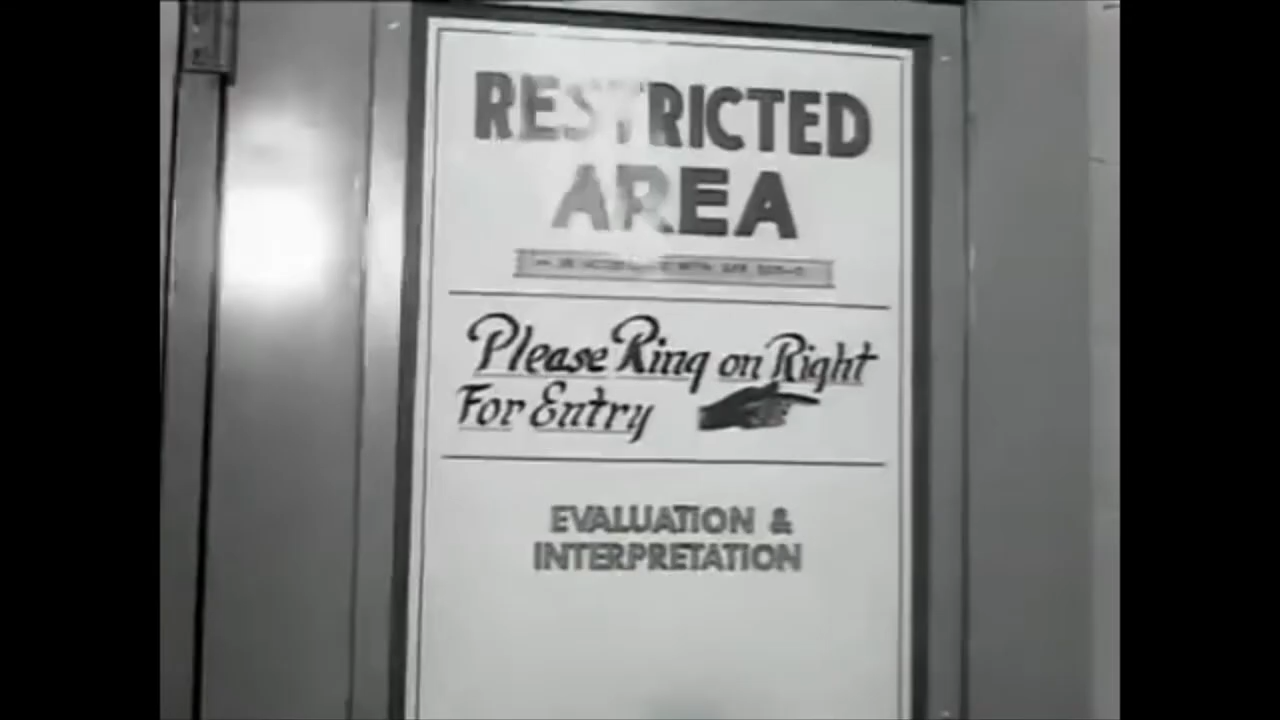 RESTRICTED
AREA
Please Ring on Right
For Entry
EVALUATION &
INTERPRETATION